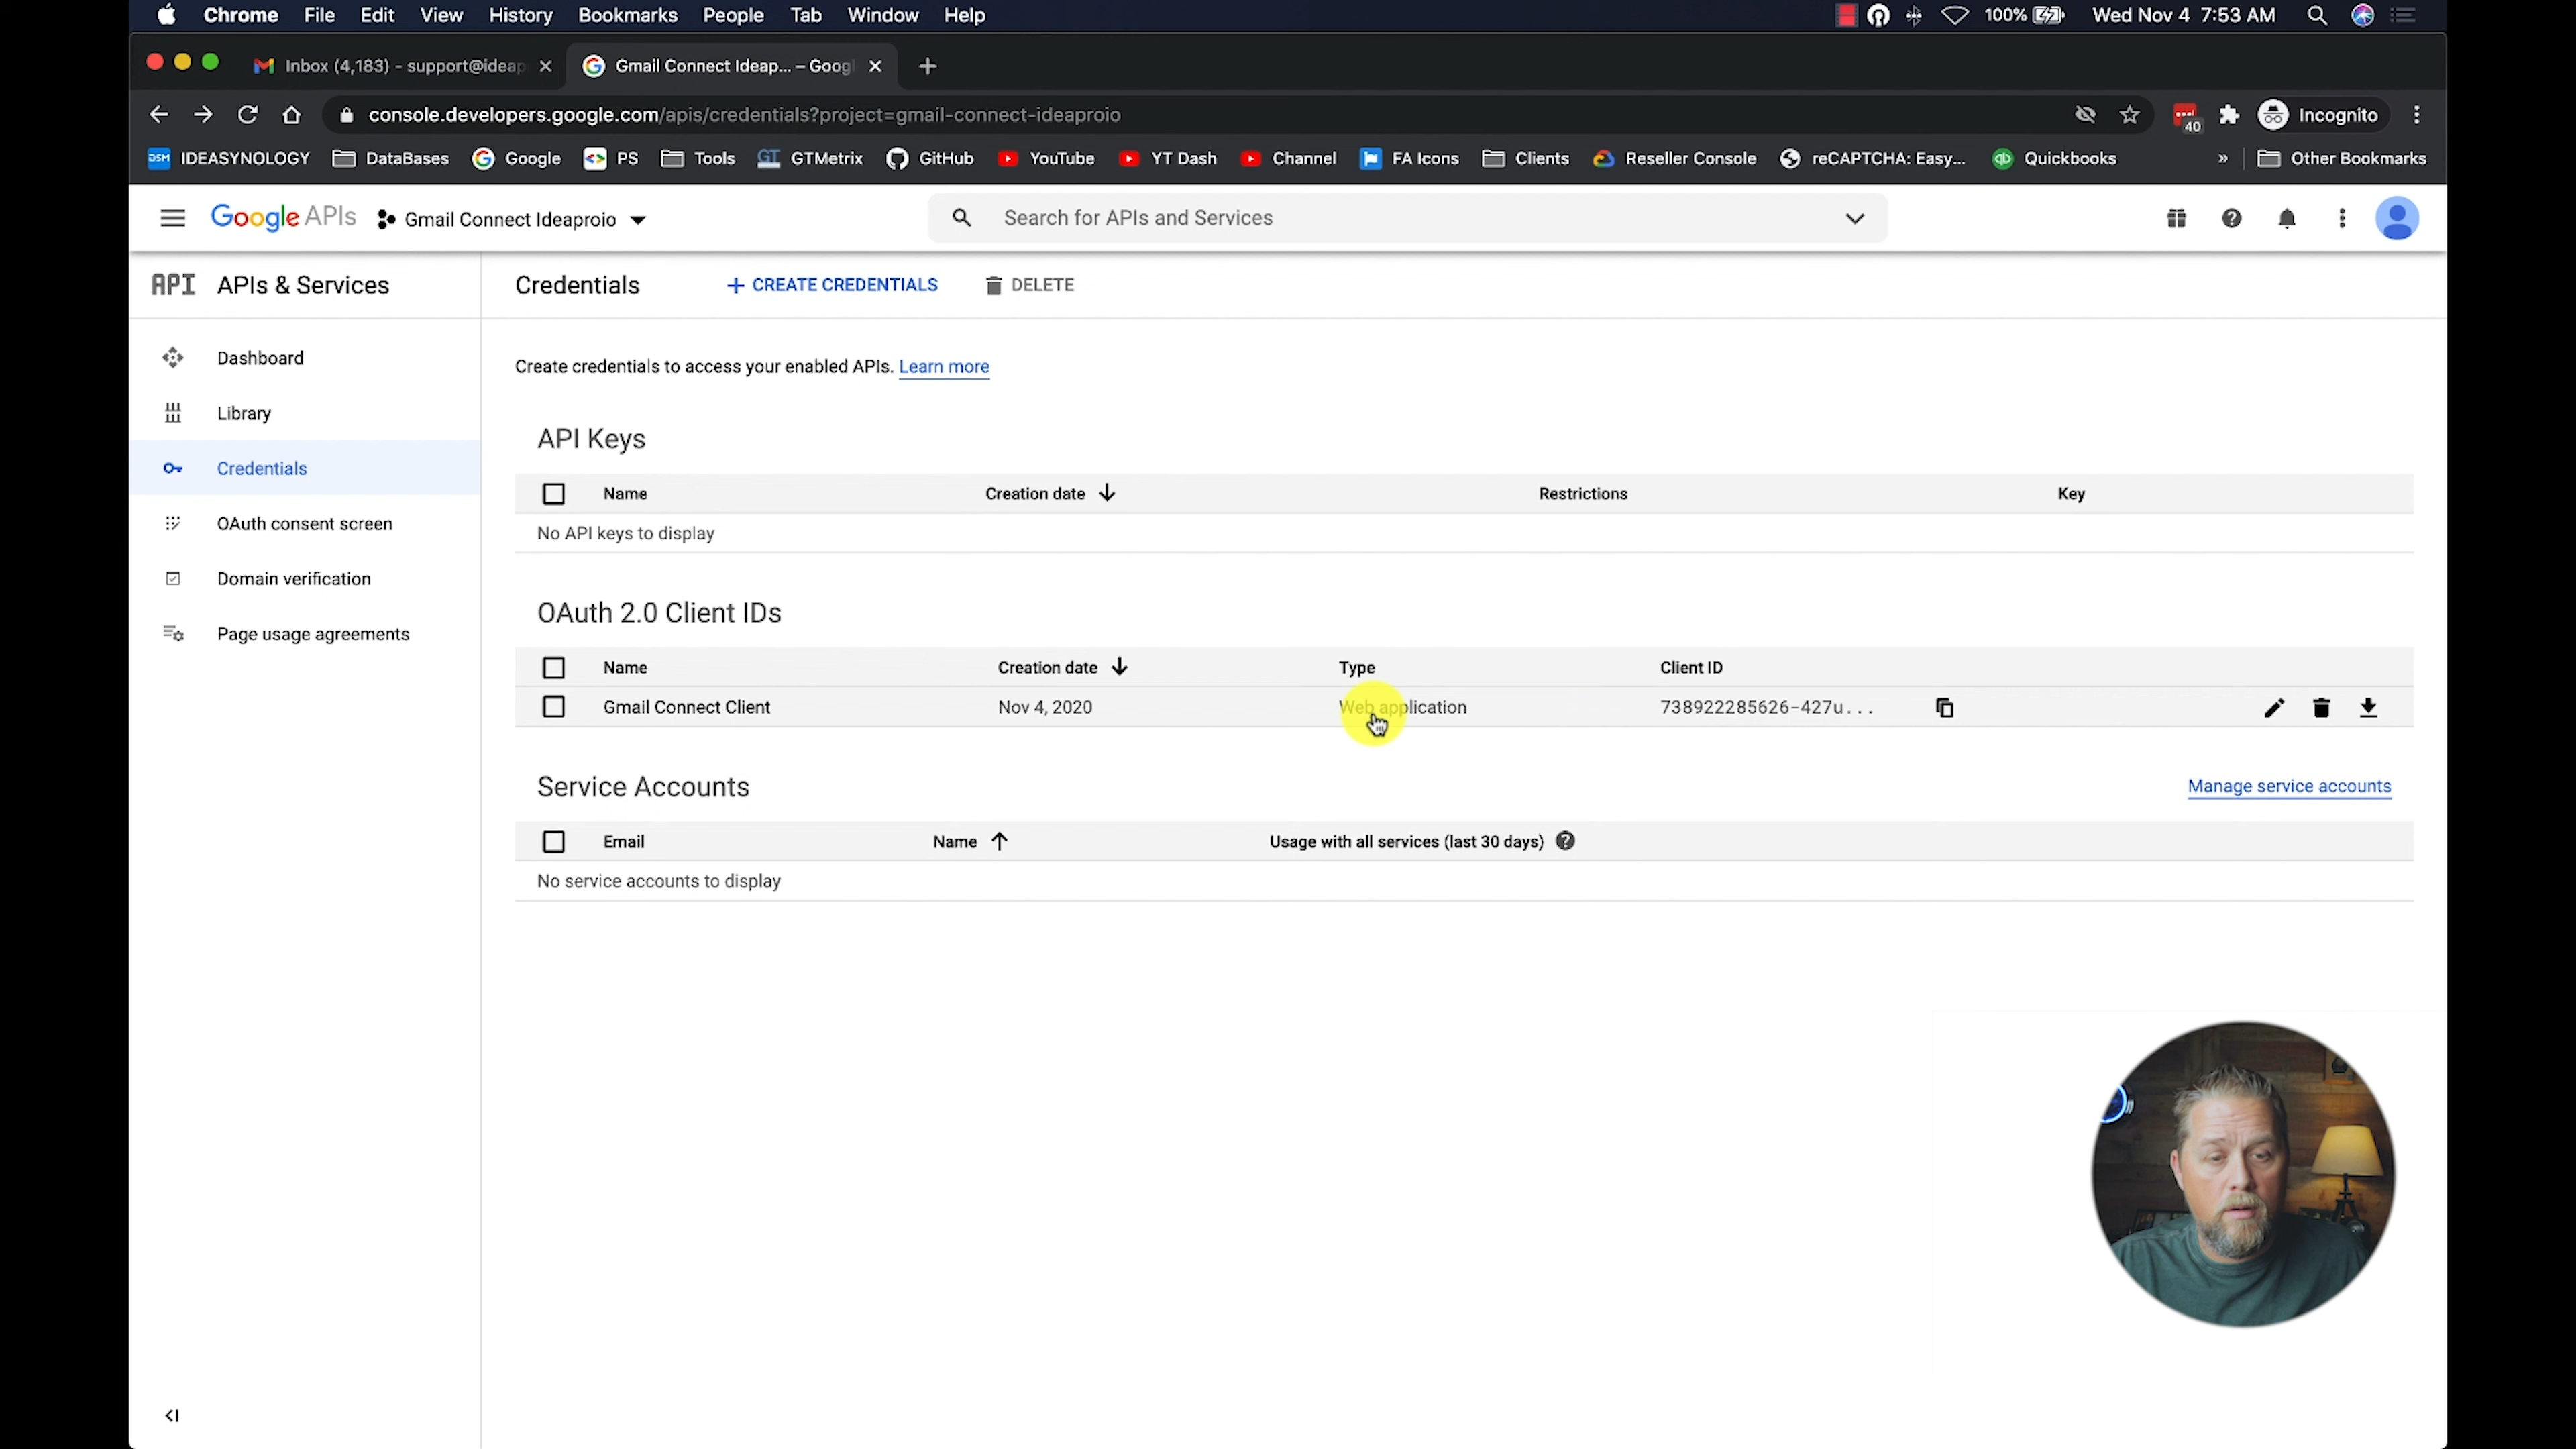 Chrome File Edit View History Bookmarks People Tab Window Help 100% Wed Nov 4 7:53 AM
Inbox (4,183) - support@ideap Gmail Connect Ideap... – Googl
console.developers.google.com/apis/credentials?project=gmail-connect-ideaproio 40 Incognito
DSM IDEASYNOLOGY DataBases Google PS Tools GT GTMetrix GitHub YouTube YT Dash Channel FA Icons Clients Reseller Console reCAPTCHA: Easy... qb Quickbooks » Other Bookmarks
Google APIs Gmail Connect Ideaproio Search for APIs and Services
API APIs & Services Credentials + CREATE CREDENTIALS DELETE
Dashboard
Library
Credentials
OAuth consent screen
Domain verification
Page usage agreements
Create credentials to access your enabled APIs. Learn more
API Keys
Name Creation date Restrictions Key
No API keys to display
OAuth 2.0 Client IDs
Name Creation date Type Client ID
Gmail Connect Client Nov 4, 2020 Web application 738922285626-427u...
Service Accounts Manage service accounts
Email Name Usage with all services (last 30 days)
No service accounts to display